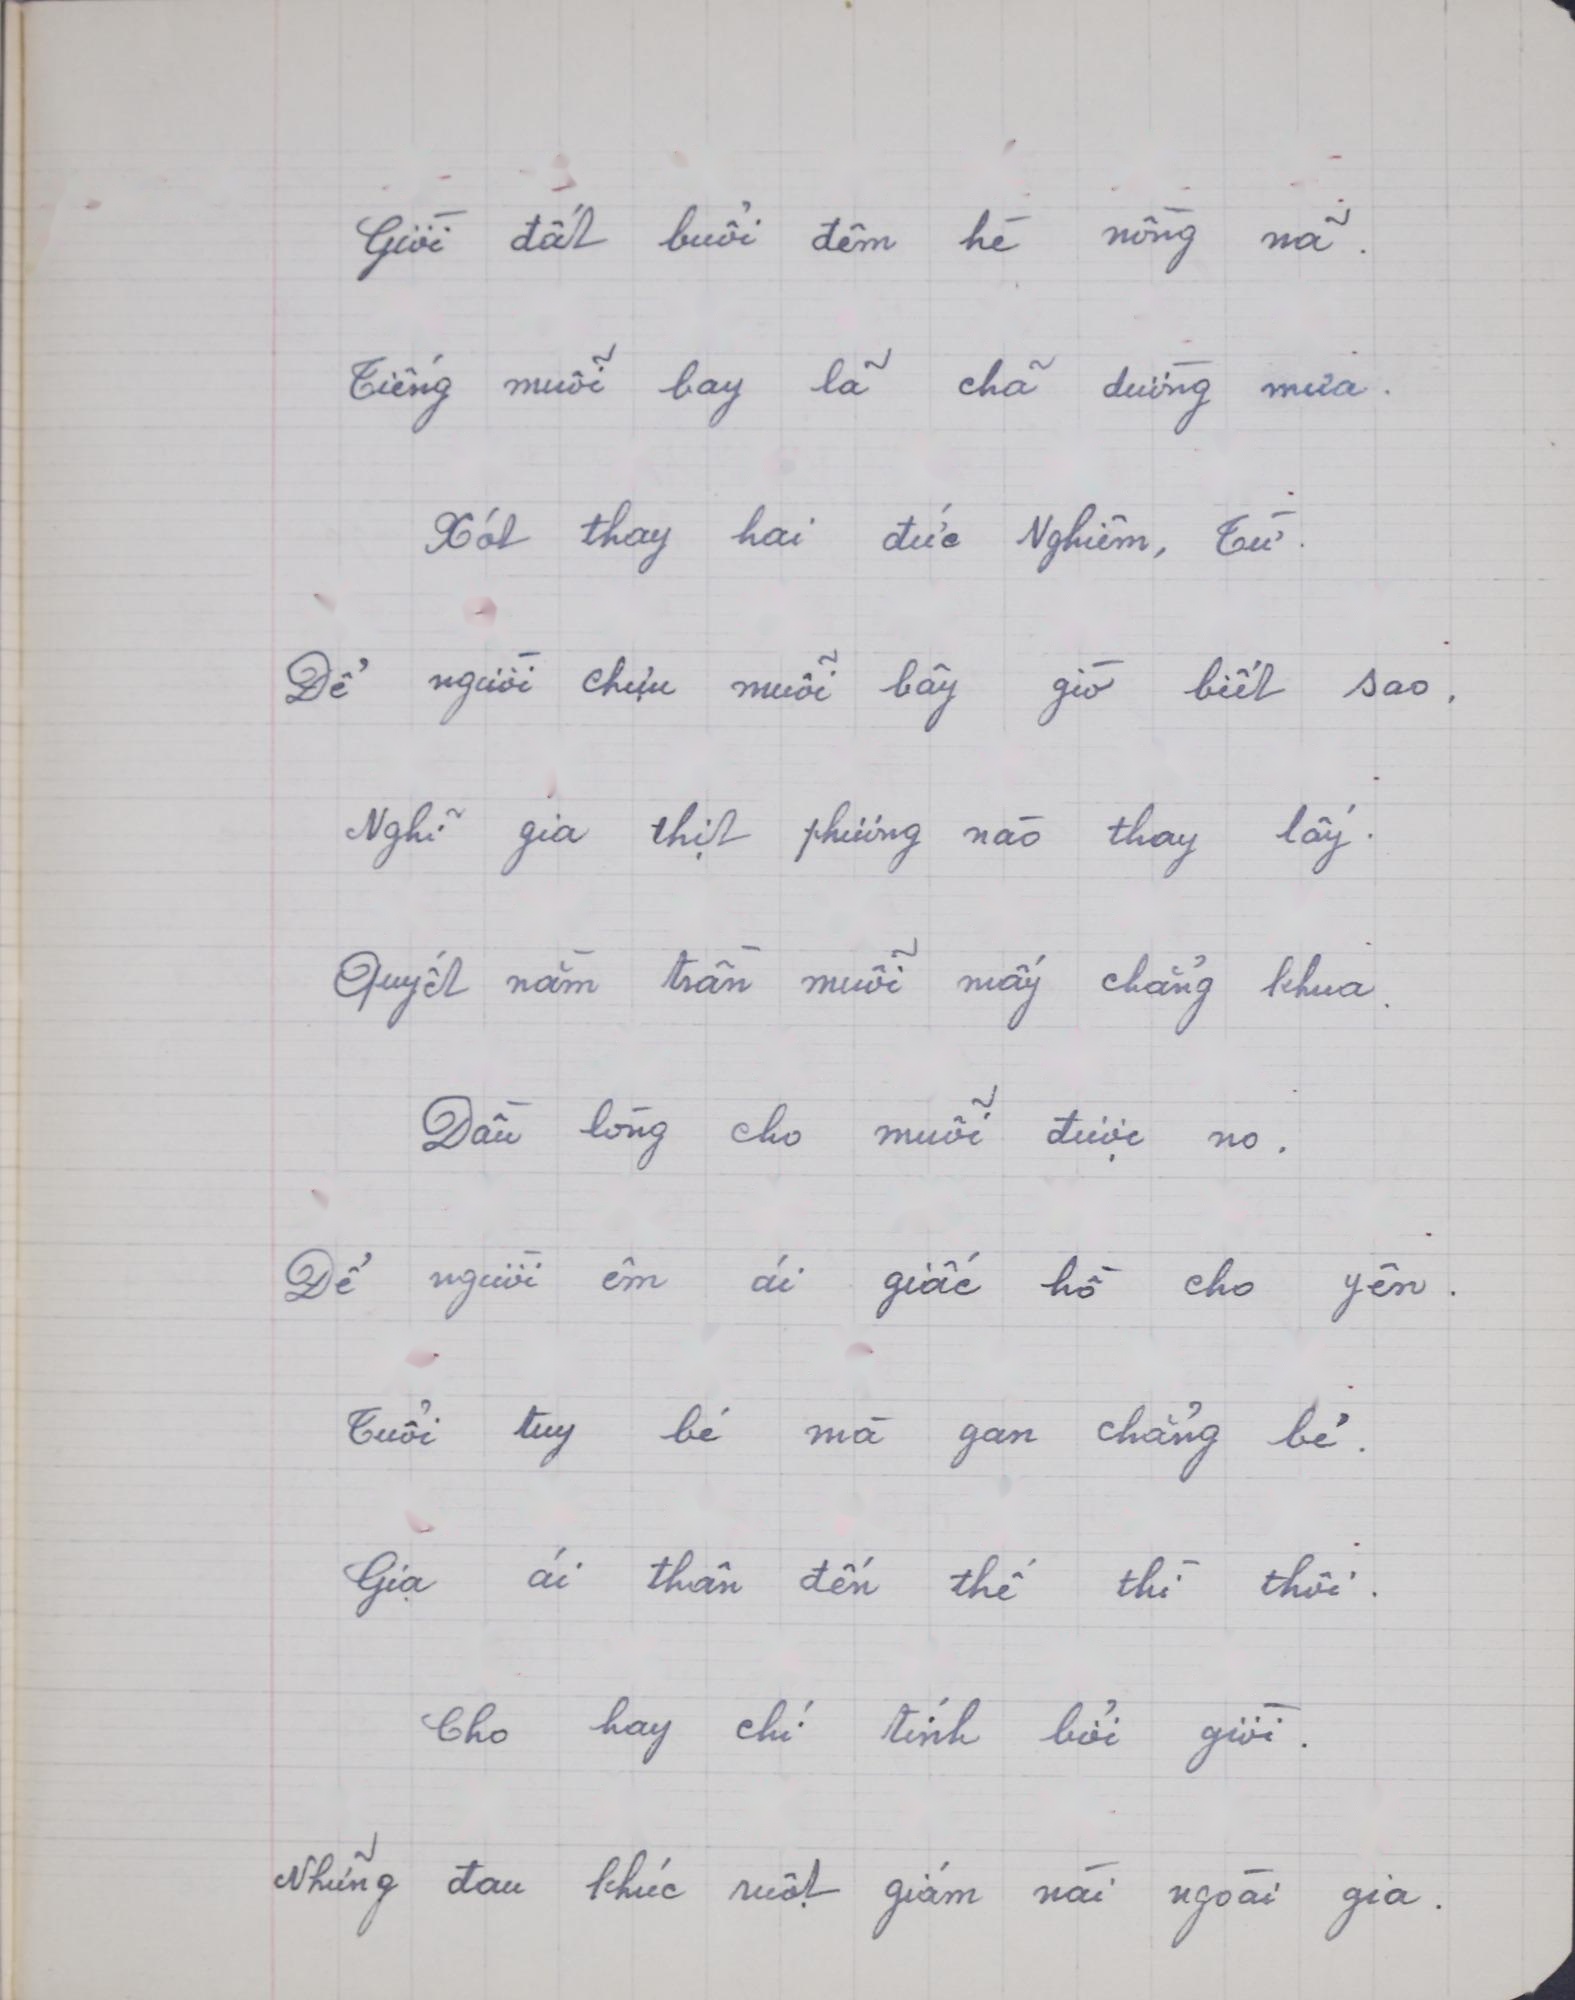 Giời đất buổi đêm hè nồng nã.
Tiếng muỗi bay lã chã dường mưa.
Xót thay hai đức Nghiêm, Từ.
Để người chịu muỗi bây giờ biết sao.
Nghĩ gia thịt phương nào thay lấy.
Quyết nằm trần muỗi mấy chẳng khua.
Dầu lòng cho muỗi được no.
Để người êm ái giấc hồ cho yên.
Tuổi tuy bé mà gan chẳng bé.
Giạ ái thân đến thế thì thôi.
Cho hay chí tính bởi giời.
Những đau khúc ruột giám nài ngoài gia.